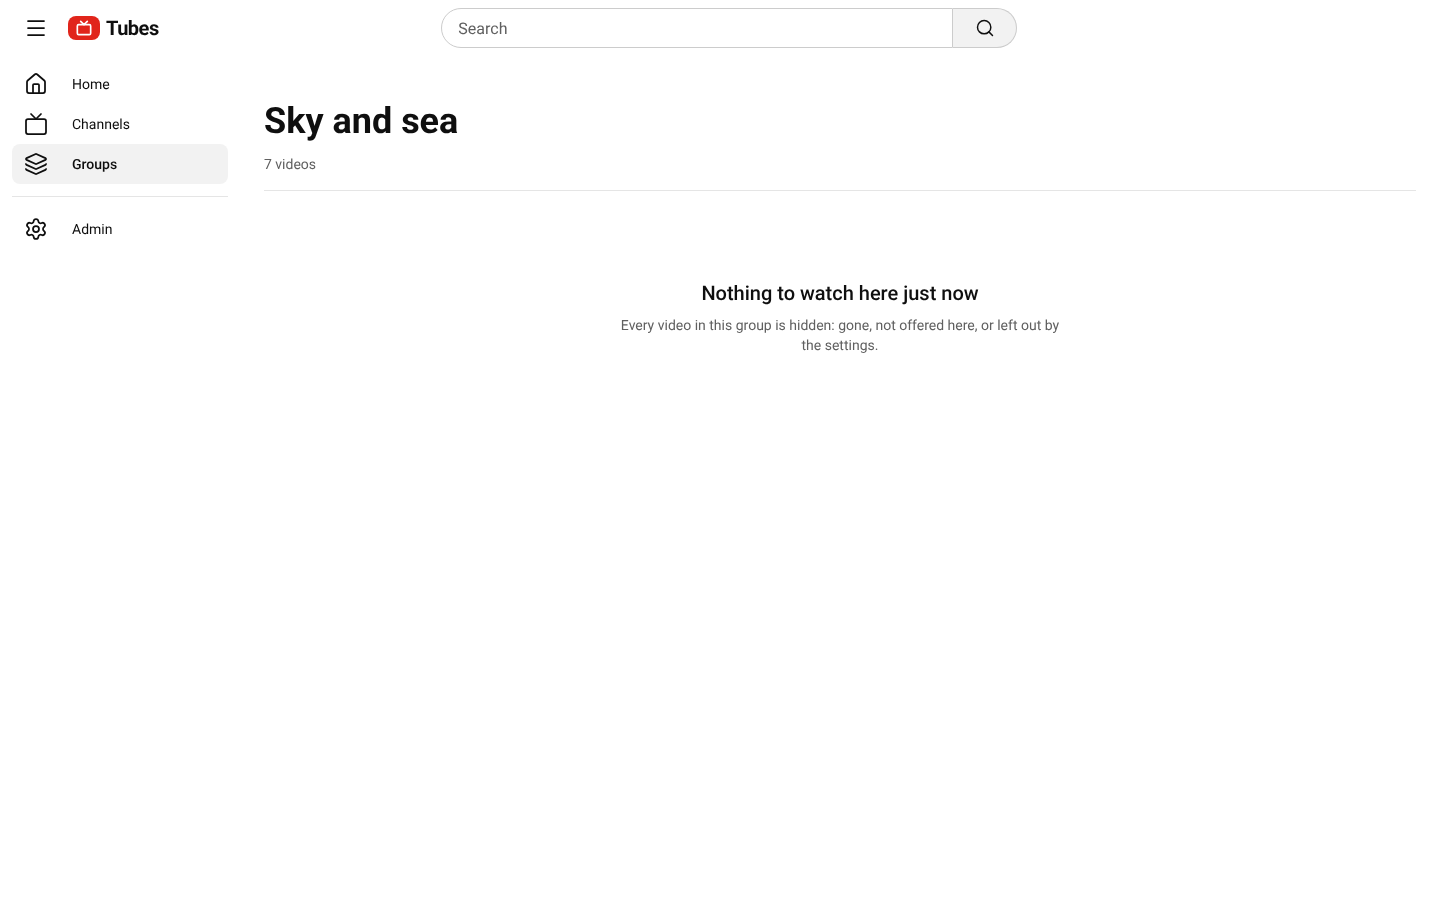 Tubes
Search
Home
Channels
Groups
Admin
Sky and sea
7 videos
Nothing to watch here just now
Every video in this group is hidden: gone, not offered here, or left out by
the settings.